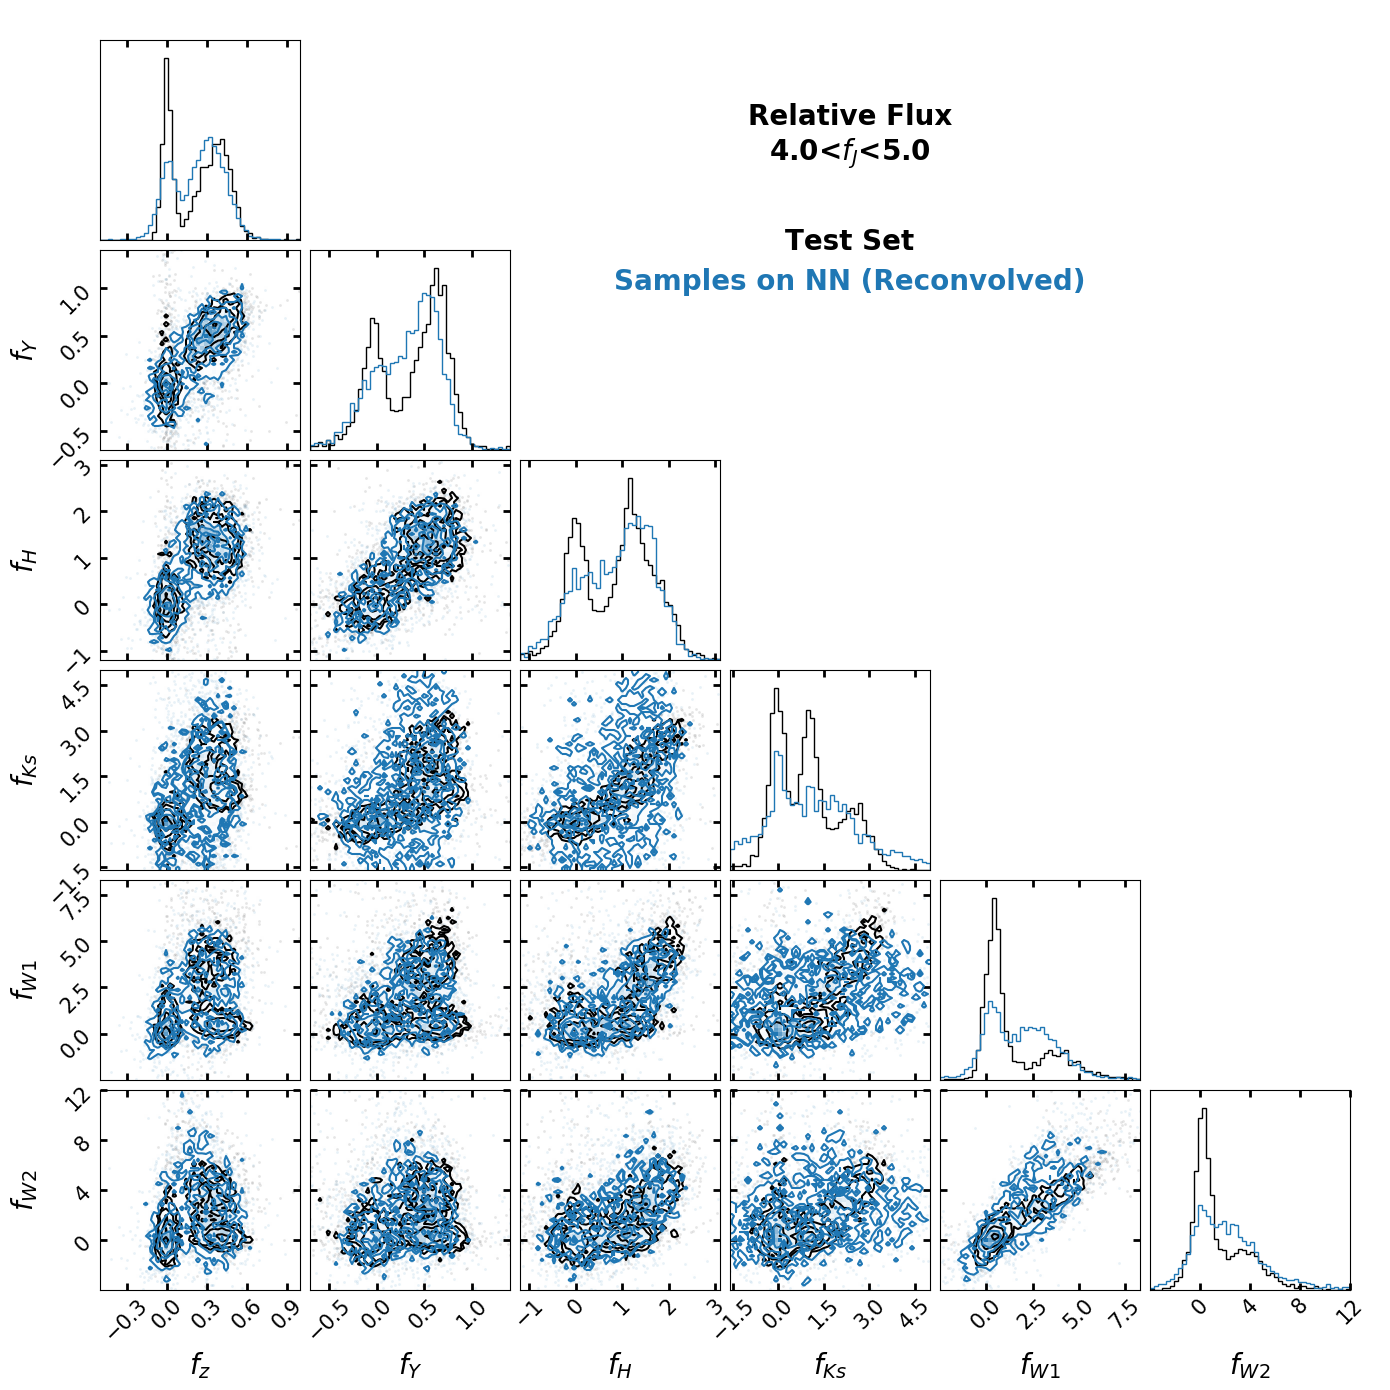 Relative Flux
4.0<f_J<5.0
Test Set
Samples on NN (Reconvolved)
f_Y
1.0
0.5
0.0
−0.5
f_H
3
2
1
0
−1
f_Ks
4.5
3.0
1.5
0.0
−1.5
f_W1
7.5
5.0
2.5
0.0
f_W2
12
8
4
0
−0.3 0.0 0.3 0.6 0.9 −0.5 0.0 0.5 1.0 −1 0 1 2 3 −1.5 0.0 1.5 3.0 4.5 0.0 2.5 5.0 7.5 0 4 8 12
f_z f_Y f_H f_Ks f_W1 f_W2